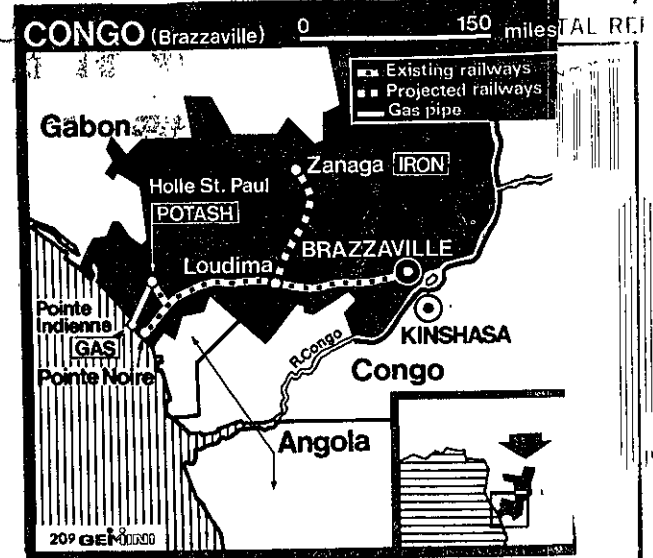 CONGO (Brazzaville)
0 150 miles
TAL
Existing railways
Projected railways
Gas pipe
Gabon
Zanaga IRON
Holle St. Paul
POTASH
BRAZZAVILLE
Loudima
Pointe
Indienne
GAS
KINSHASA
Pointe Noire
R.Congo
Congo
Angola
209 GEMINI